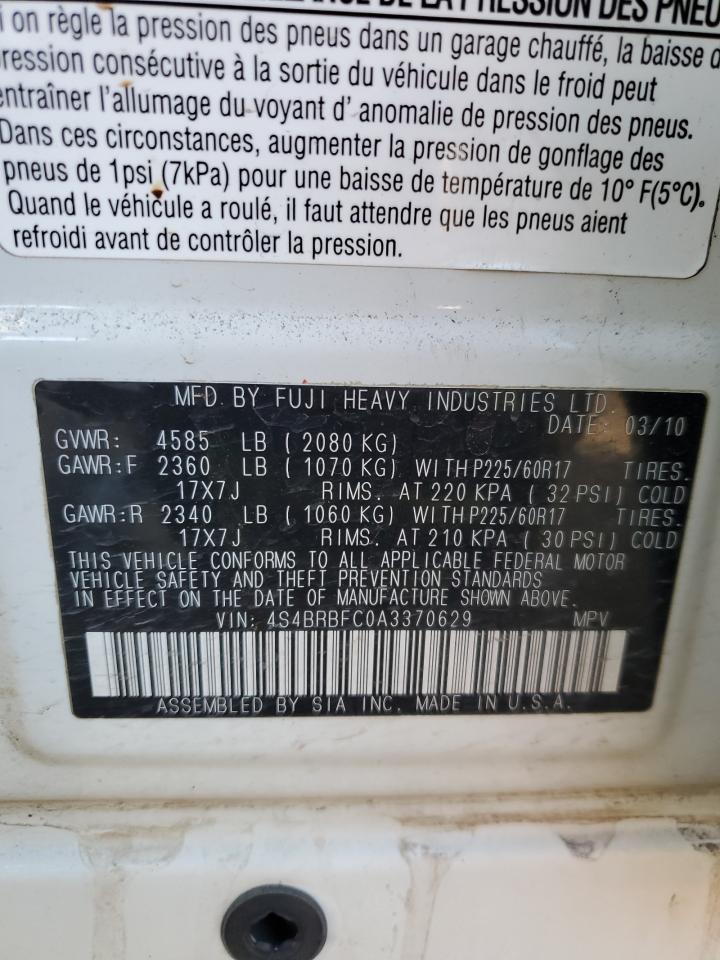 LANCE DE LA PRESSION DES PNEU
i on règle la pression des pneus dans un garage chauffé, la baisse d
pression consécutive à la sortie du véhicule dans le froid peut
entraîner l'allumage du voyant d' anomalie de pression des pneus.
Dans ces circonstances, augmenter la pression de gonflage des
pneus de 1psi (7kPa) pour une baisse de température de 10° F(5°C).
Quand le véhicule a roulé, il faut attendre que les pneus aient
refroidi avant de contrôler la pression.
MFD. BY FUJI HEAVY INDUSTRIES LTD.
DATE: 03/10
GVWR: 4585 LB ( 2080 KG)
GAWR:F 2360 LB ( 1070 KG) WITH P225/60R17 TIRES.
17X7J RIMS. AT 220 KPA ( 32 PSI) COLD
GAWR:R 2340 LB ( 1060 KG) WITH P225/60R17 TIRES.
17X7J RIMS. AT 210 KPA ( 30 PSI) COLD
THIS VEHICLE CONFORMS TO ALL APPLICABLE FEDERAL MOTOR
VEHICLE SAFETY AND THEFT PREVENTION STANDARDS
IN EFFECT ON THE DATE OF MANUFACTURE SHOWN ABOVE.
VIN: 4S4BRBFC0A3370629 MPV
ASSEMBLED BY SIA INC. MADE IN U.S.A.